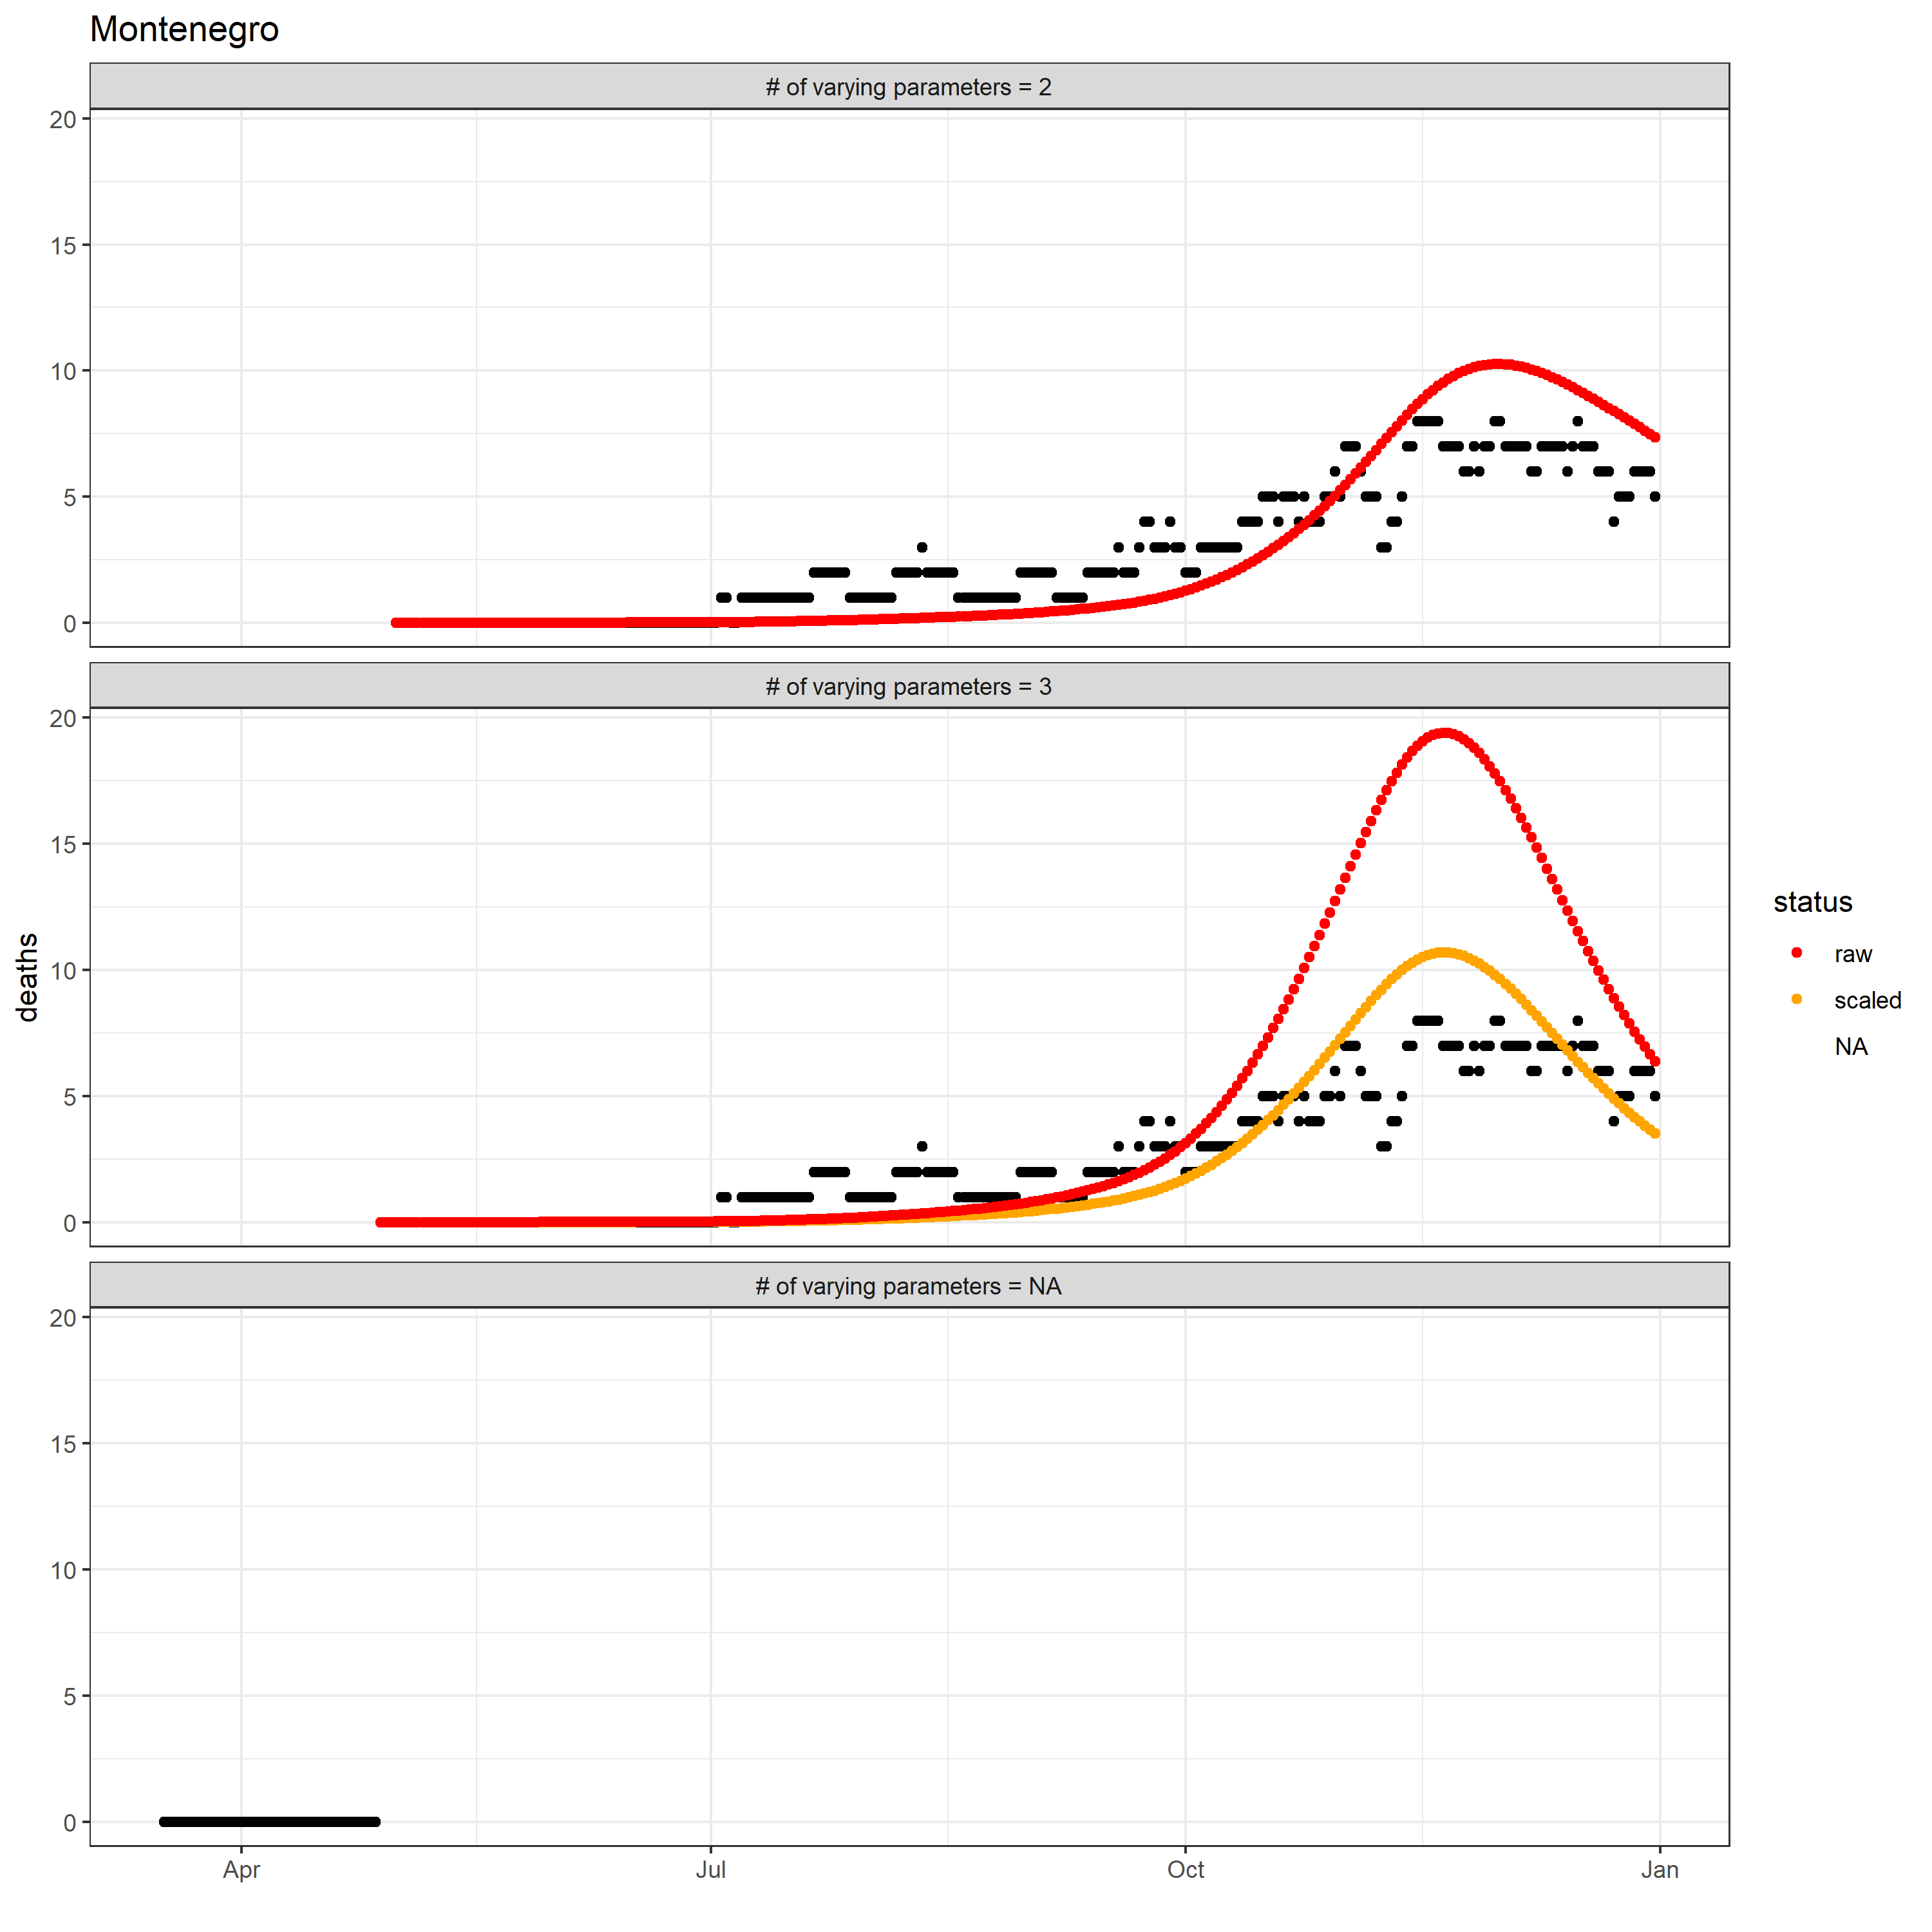 Montenegro
# of varying parameters = 2
20
15
10
5
0
# of varying parameters = 3
20
15
10
5
0
deaths
status
raw
scaled
NA
# of varying parameters = NA
20
15
10
5
0
Apr Jul Oct Jan